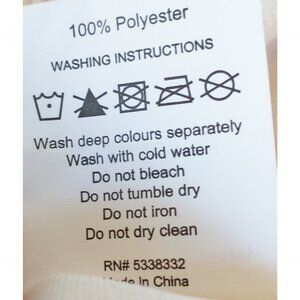 100% Polyester
WASHING INSTRUCTIONS
Wash deep colours separately
Wash with cold water
Do not bleach
Do not tumble dry
Do not iron
Do not dry clean
RN# 5338332
Made In China